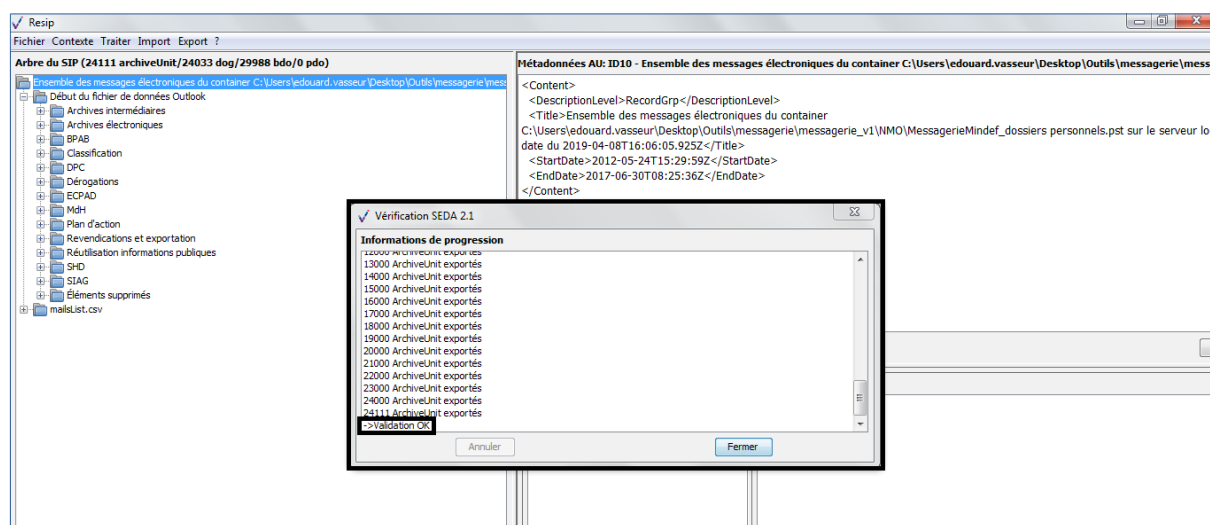 Resip
Fichier Contexte Traiter Import Export ?
Arbre du SIP (24111 archiveUnit/24033 dog/29988 bdo/0 pdo)
Ensemble des messages électroniques du container C:\Users\edouard.vasseur\Desktop\Outils\messagerie\mes
Début du fichier de données Outlook
Archives intermédiaires
Archives électroniques
BPAB
Classification
DPC
Dérogations
ECPAD
MdH
Plan d'action
Revendications et exportation
Réutilisation informations publiques
SHD
SIAG
Éléments supprimés
mailsList.csv
Métadonnées AU: ID10 - Ensemble des messages électroniques du container C:\Users\edouard.vasseur\Desktop\Outils\messagerie\mess
<Content>
<DescriptionLevel>RecordGrp</DescriptionLevel>
<Title>Ensemble des messages électroniques du container
C:\Users\edouard.vasseur\Desktop\Outils\messagerie\messagerie_v1\NMO\MessagerieMindef_dossiers personnels.pst sur le serveur lo
date du 2019-04-08T16:06:05.925Z</Title>
<StartDate>2012-05-24T15:29:59Z</StartDate>
<EndDate>2017-06-30T08:25:36Z</EndDate>
</Content>
Vérification SEDA 2.1
Informations de progression
12000 ArchiveUnit exportés
13000 ArchiveUnit exportés
14000 ArchiveUnit exportés
15000 ArchiveUnit exportés
16000 ArchiveUnit exportés
17000 ArchiveUnit exportés
18000 ArchiveUnit exportés
19000 ArchiveUnit exportés
20000 ArchiveUnit exportés
21000 ArchiveUnit exportés
22000 ArchiveUnit exportés
23000 ArchiveUnit exportés
24000 ArchiveUnit exportés
24111 ArchiveUnit exportés
->Validation OK
Annuler
Fermer